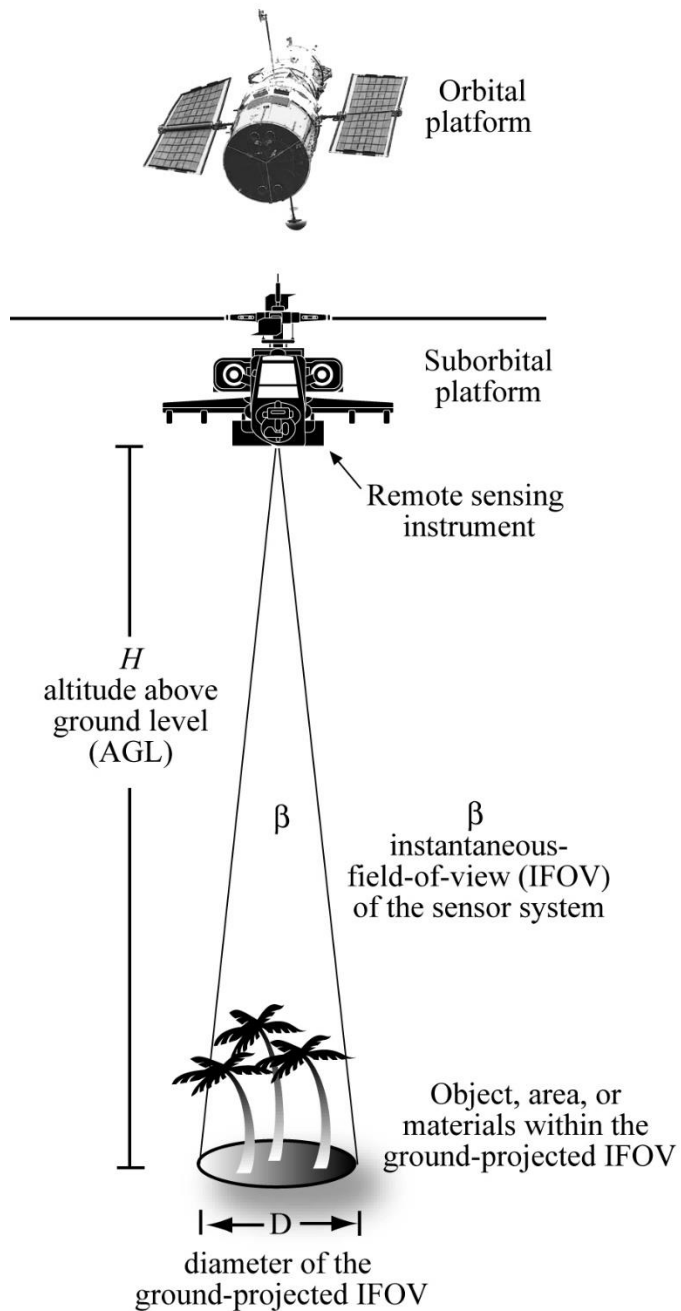 Orbital
platform
Suborbital
platform
Remote sensing
instrument
H
altitude above
ground level
(AGL)
β
β
instantaneous-
field-of-view (IFOV)
of the sensor system
Object, area, or
materials within the
ground-projected IFOV
D
diameter of the
ground-projected IFOV